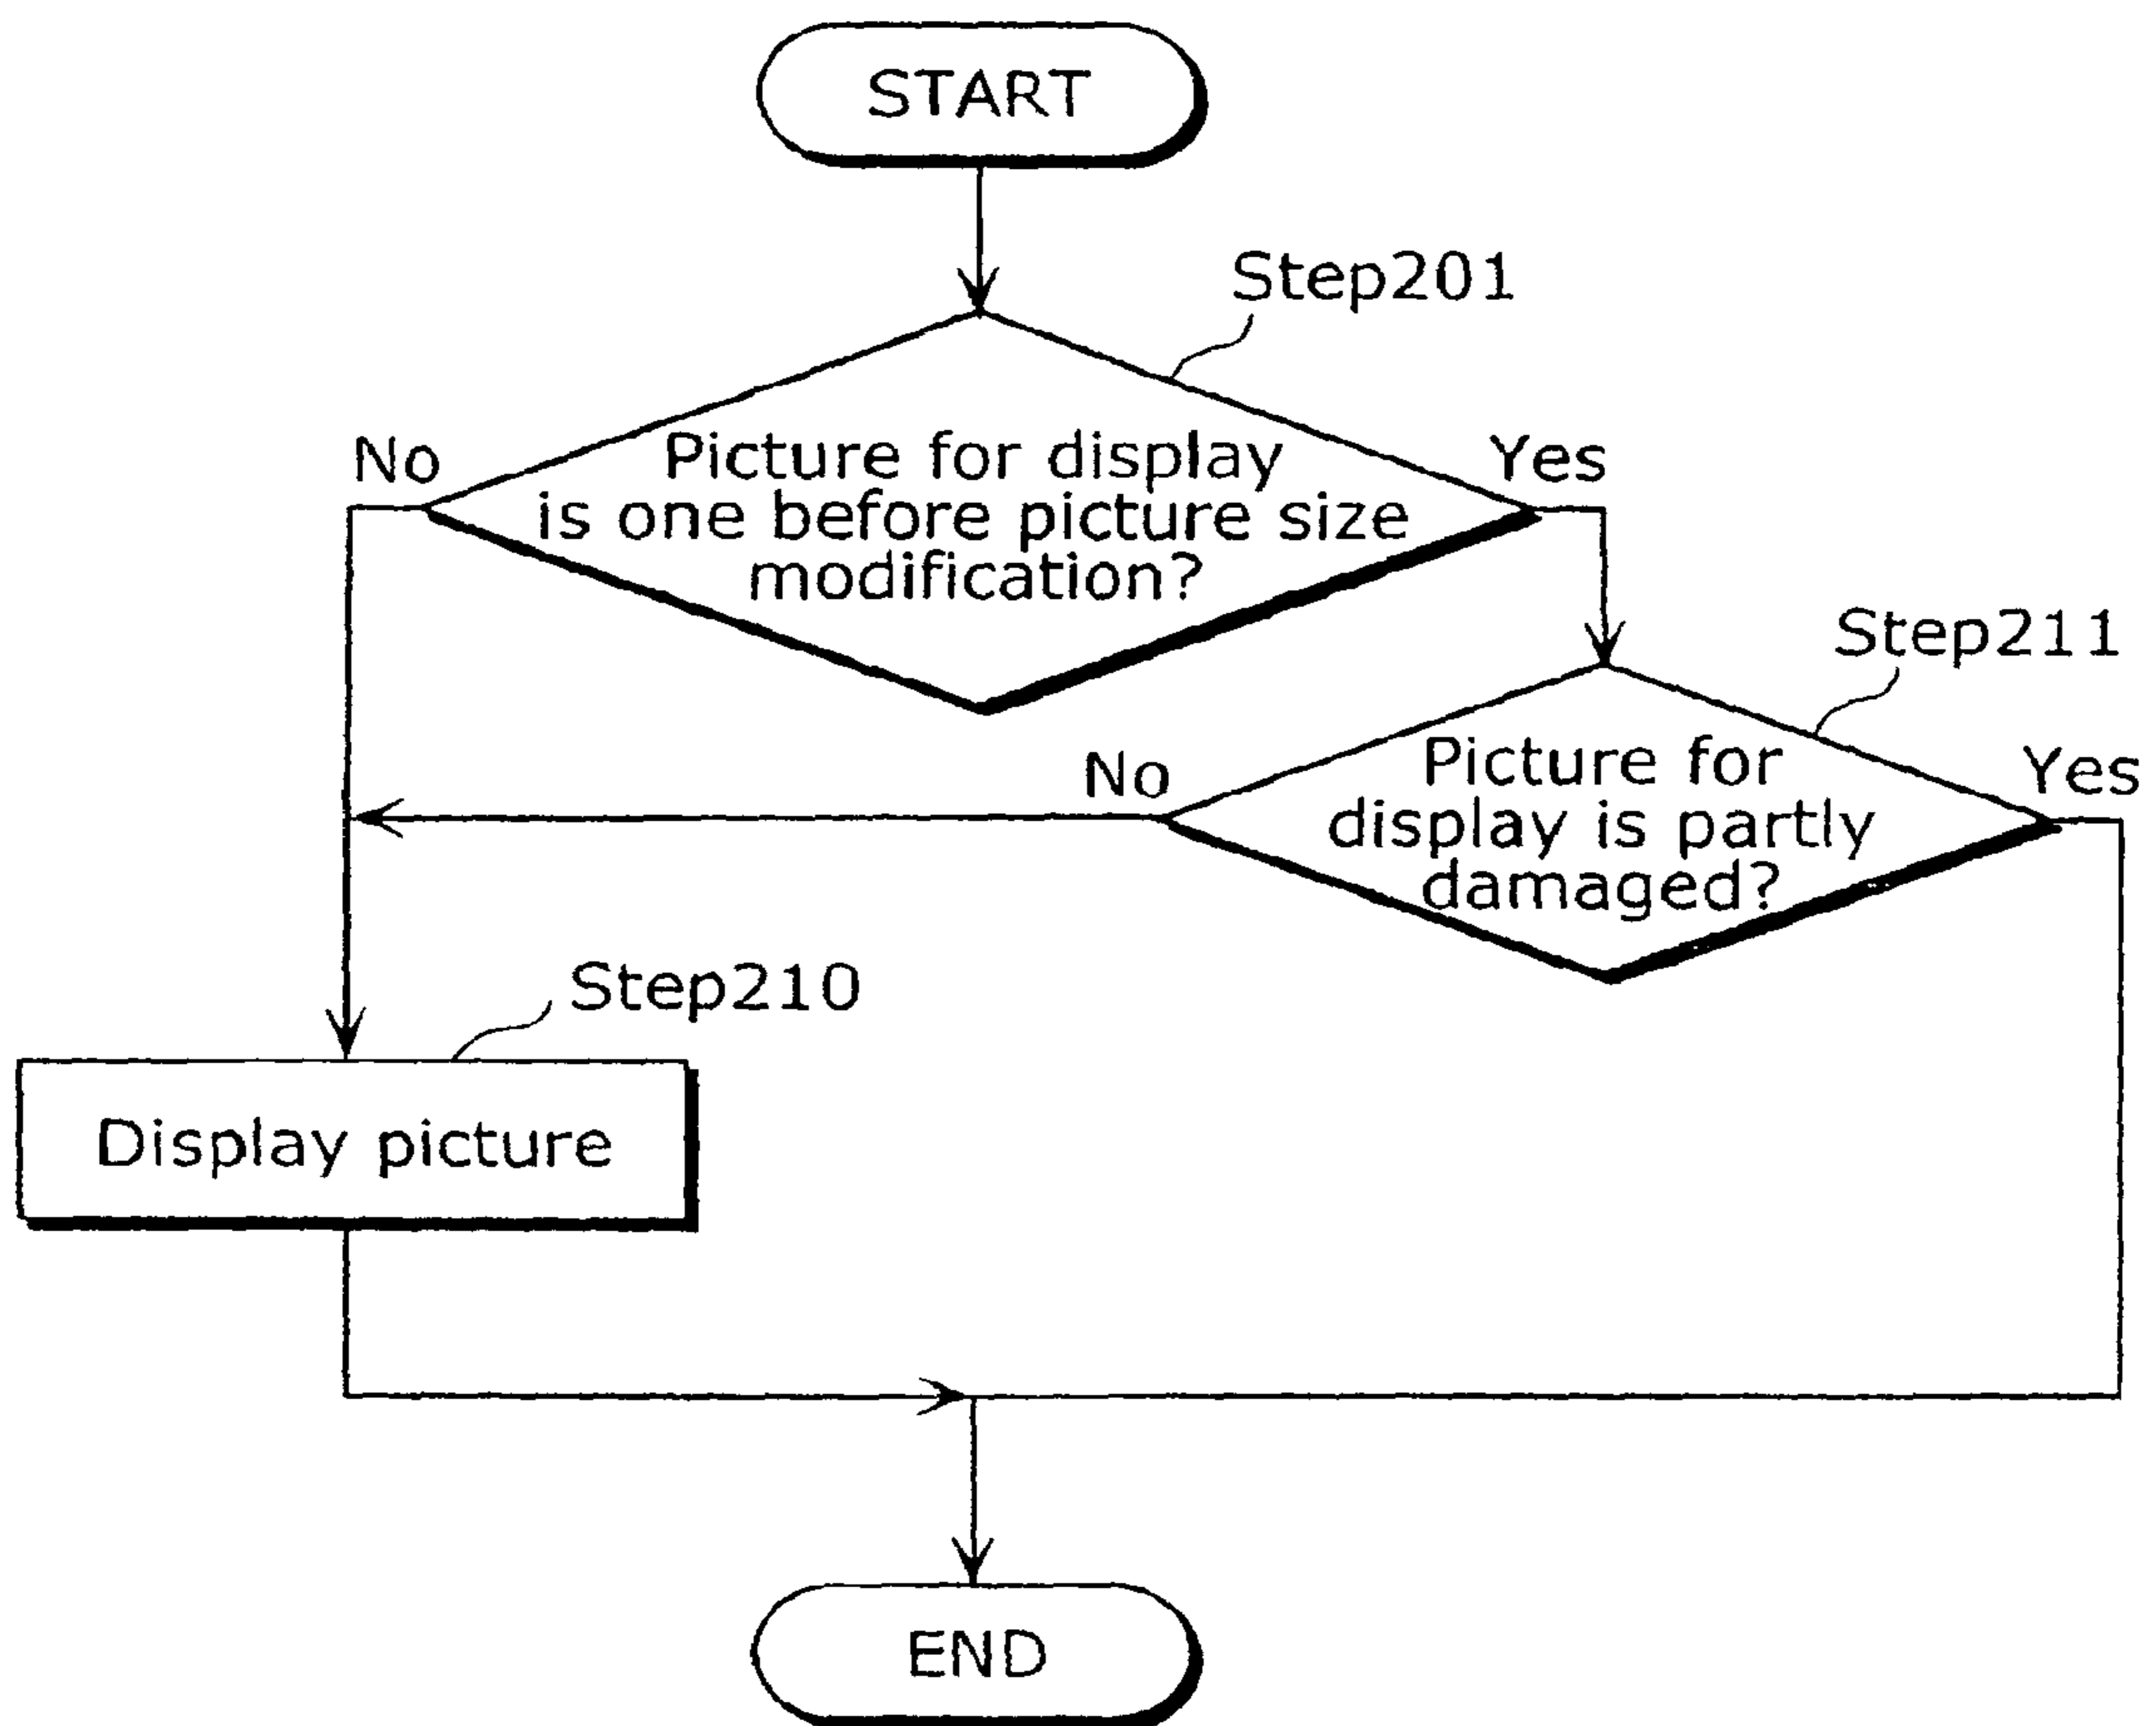 START
Step201
No
Yes
Picture for display
is one before picture size
modification?
Step211
No
Yes
Picture for
display is partly
damaged?
Step210
Display picture
END